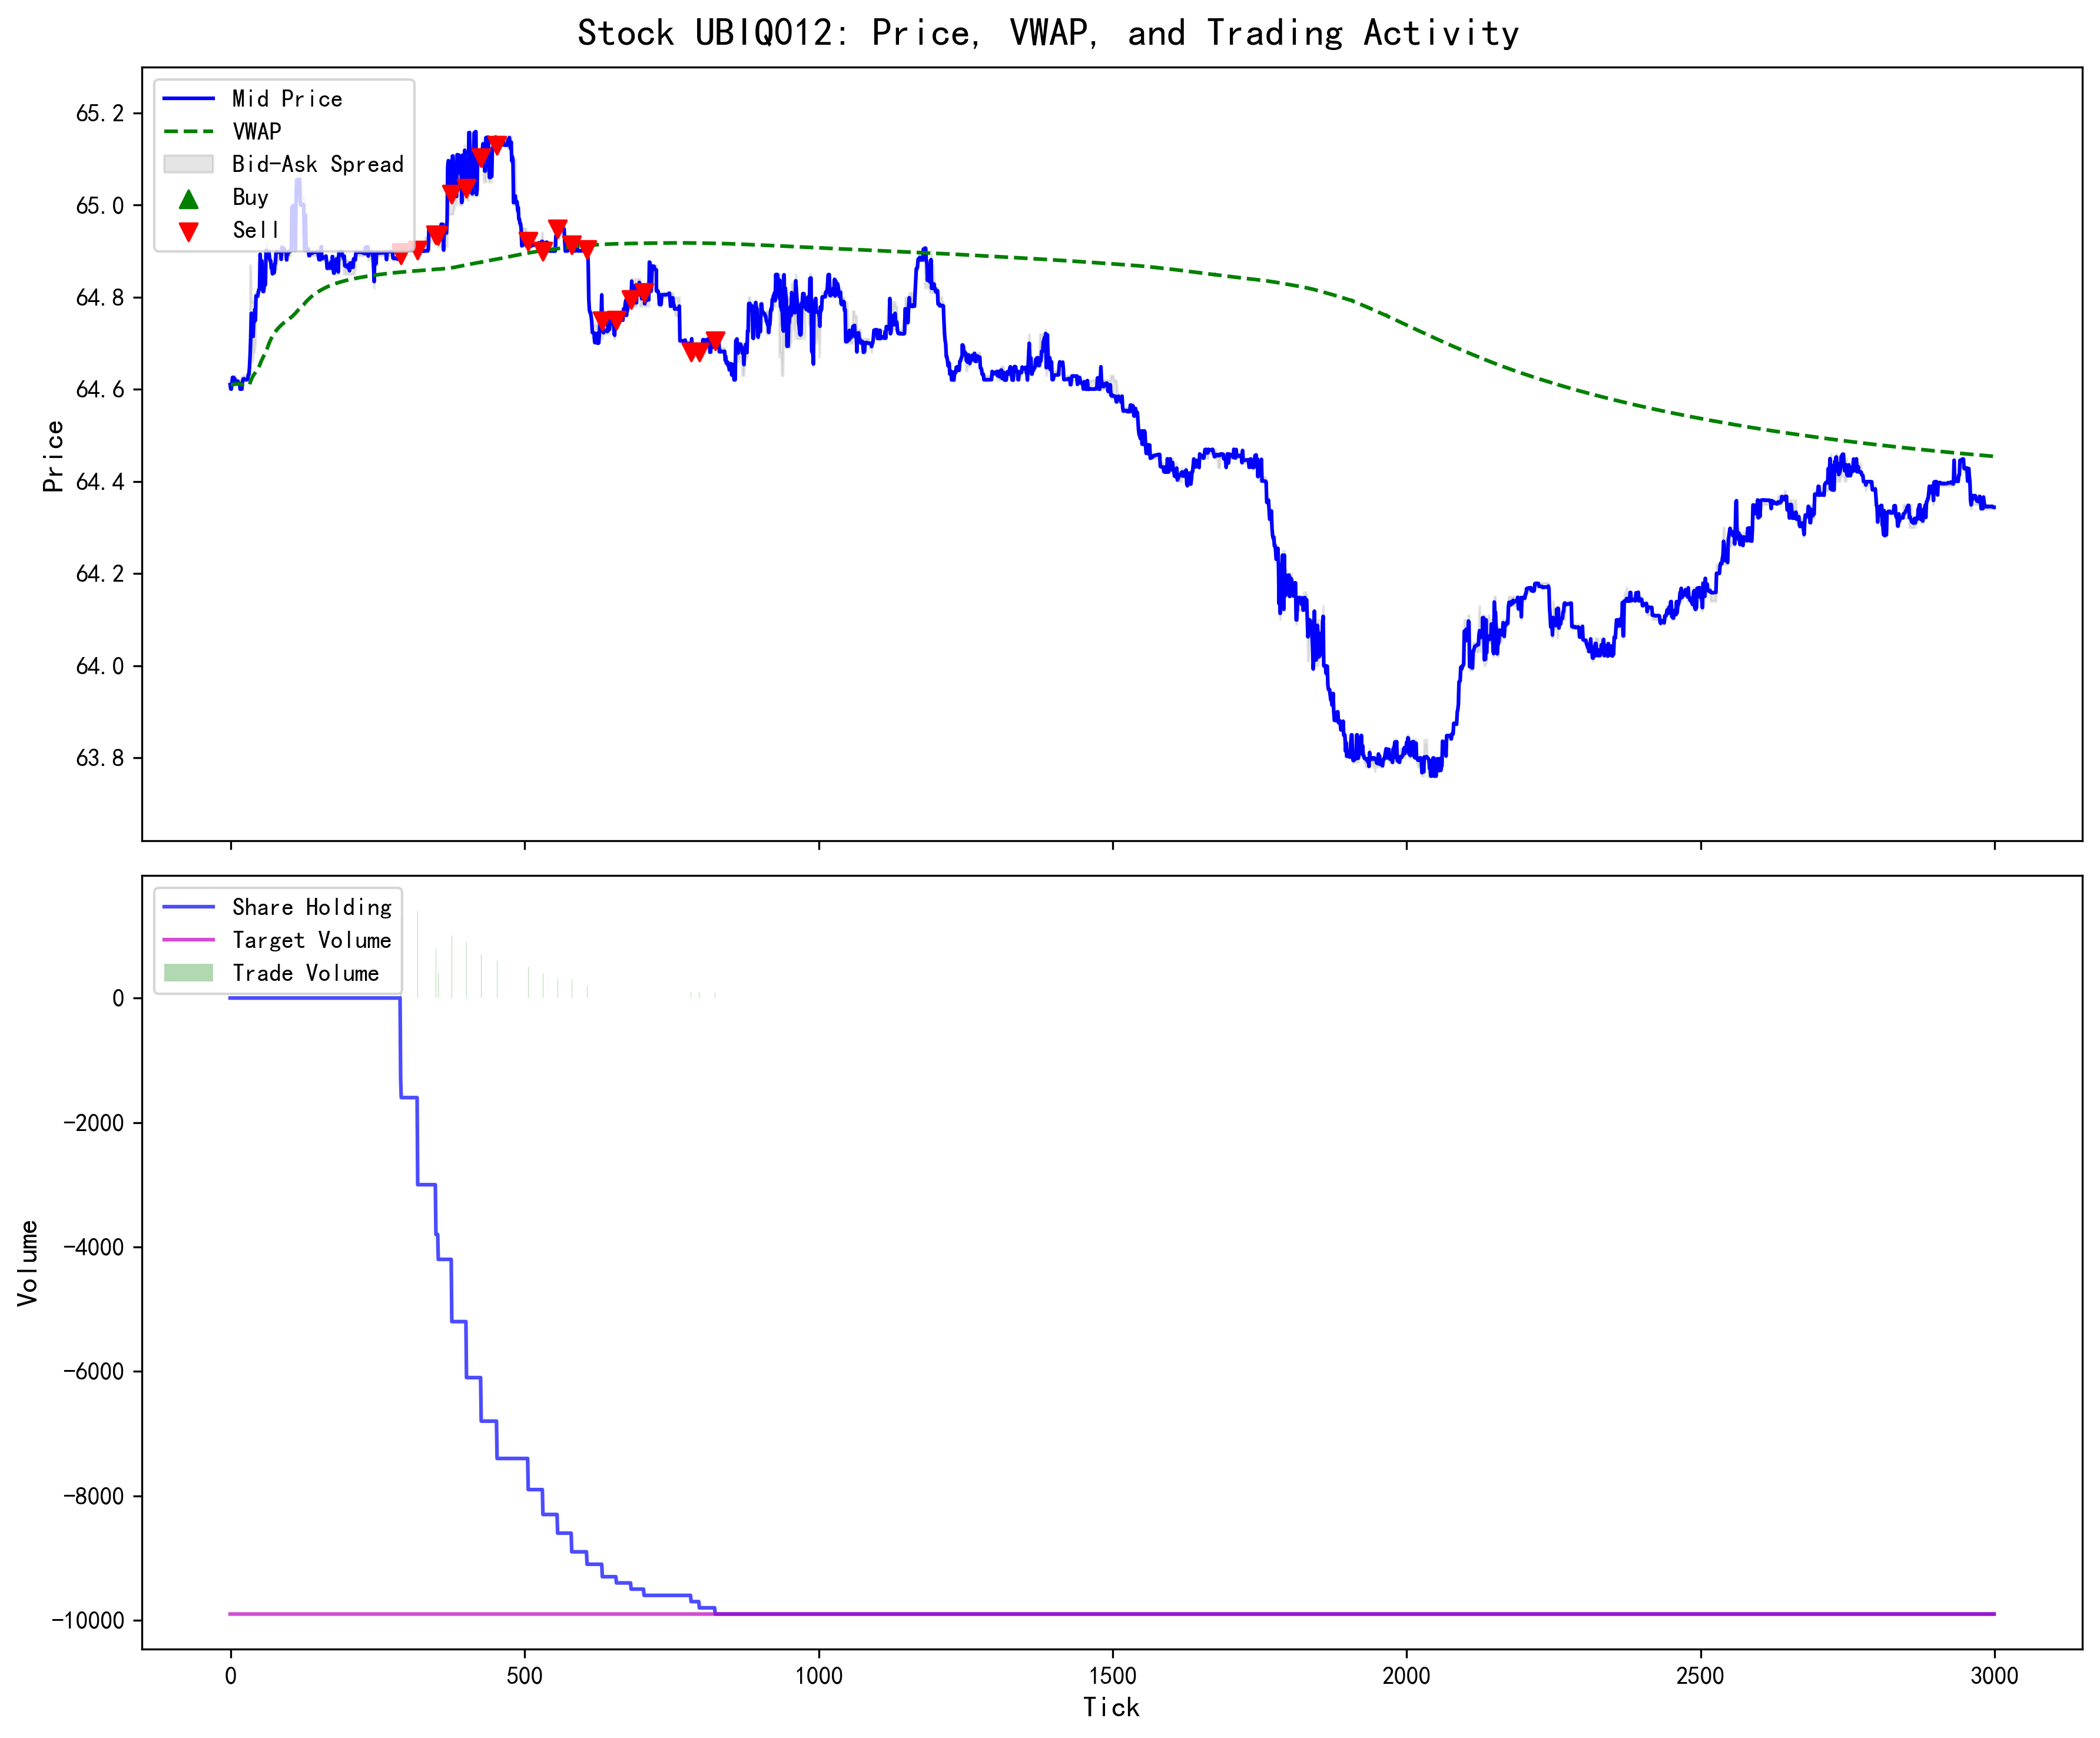 Stock UBIQ012: Price, VWAP, and Trading Activity
Mid Price
VWAP
Bid-Ask Spread
Buy
Sell
65.2
65.0
64.8
64.6
64.4
64.2
64.0
63.8
Price
Share Holding
Target Volume
Trade Volume
0
-2000
-4000
-6000
-8000
-10000
Volume
0 500 1000 1500 2000 2500 3000
Tick